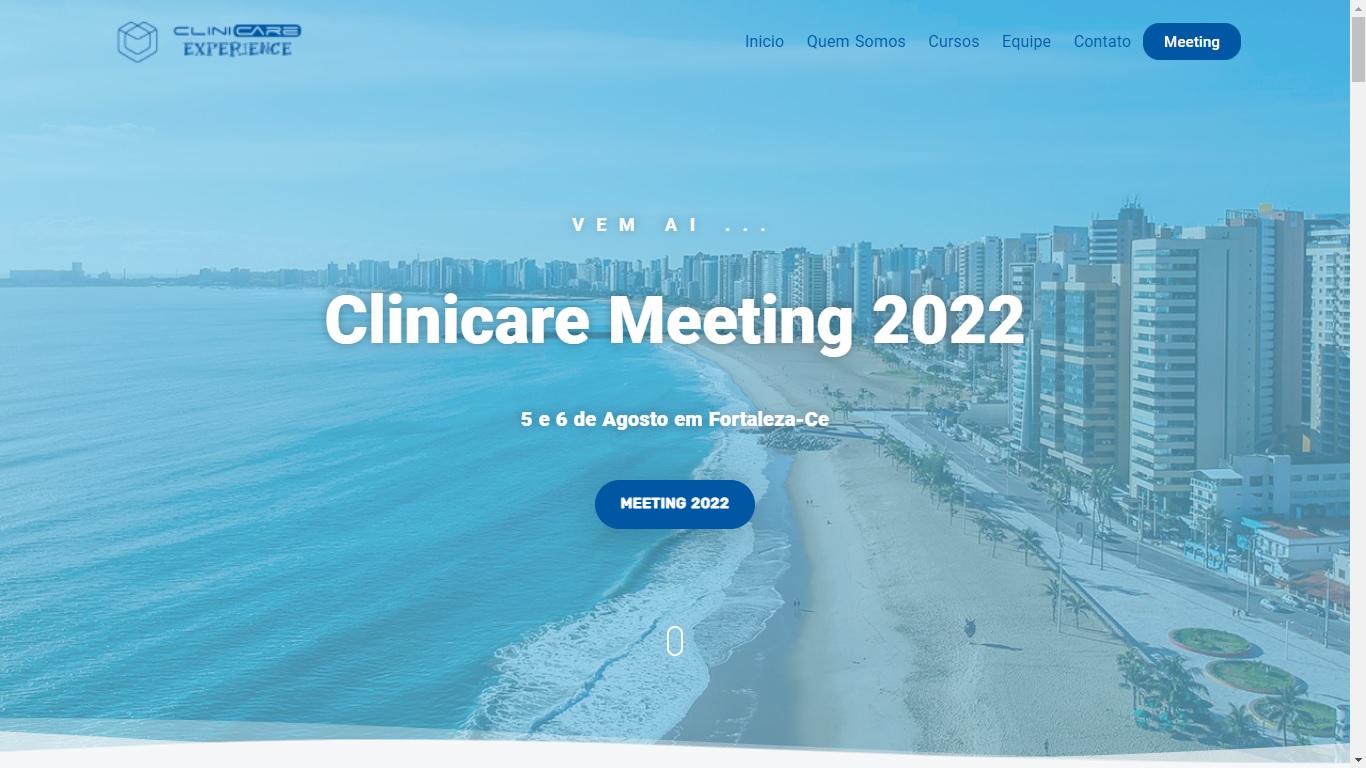 CLINICARE
EXPERIENCE
Inicio Quem Somos Cursos Equipe Contato Meeting
VEM AI ...
Clinicare Meeting 2022
5 e 6 de Agosto em Fortaleza-Ce
MEETING 2022